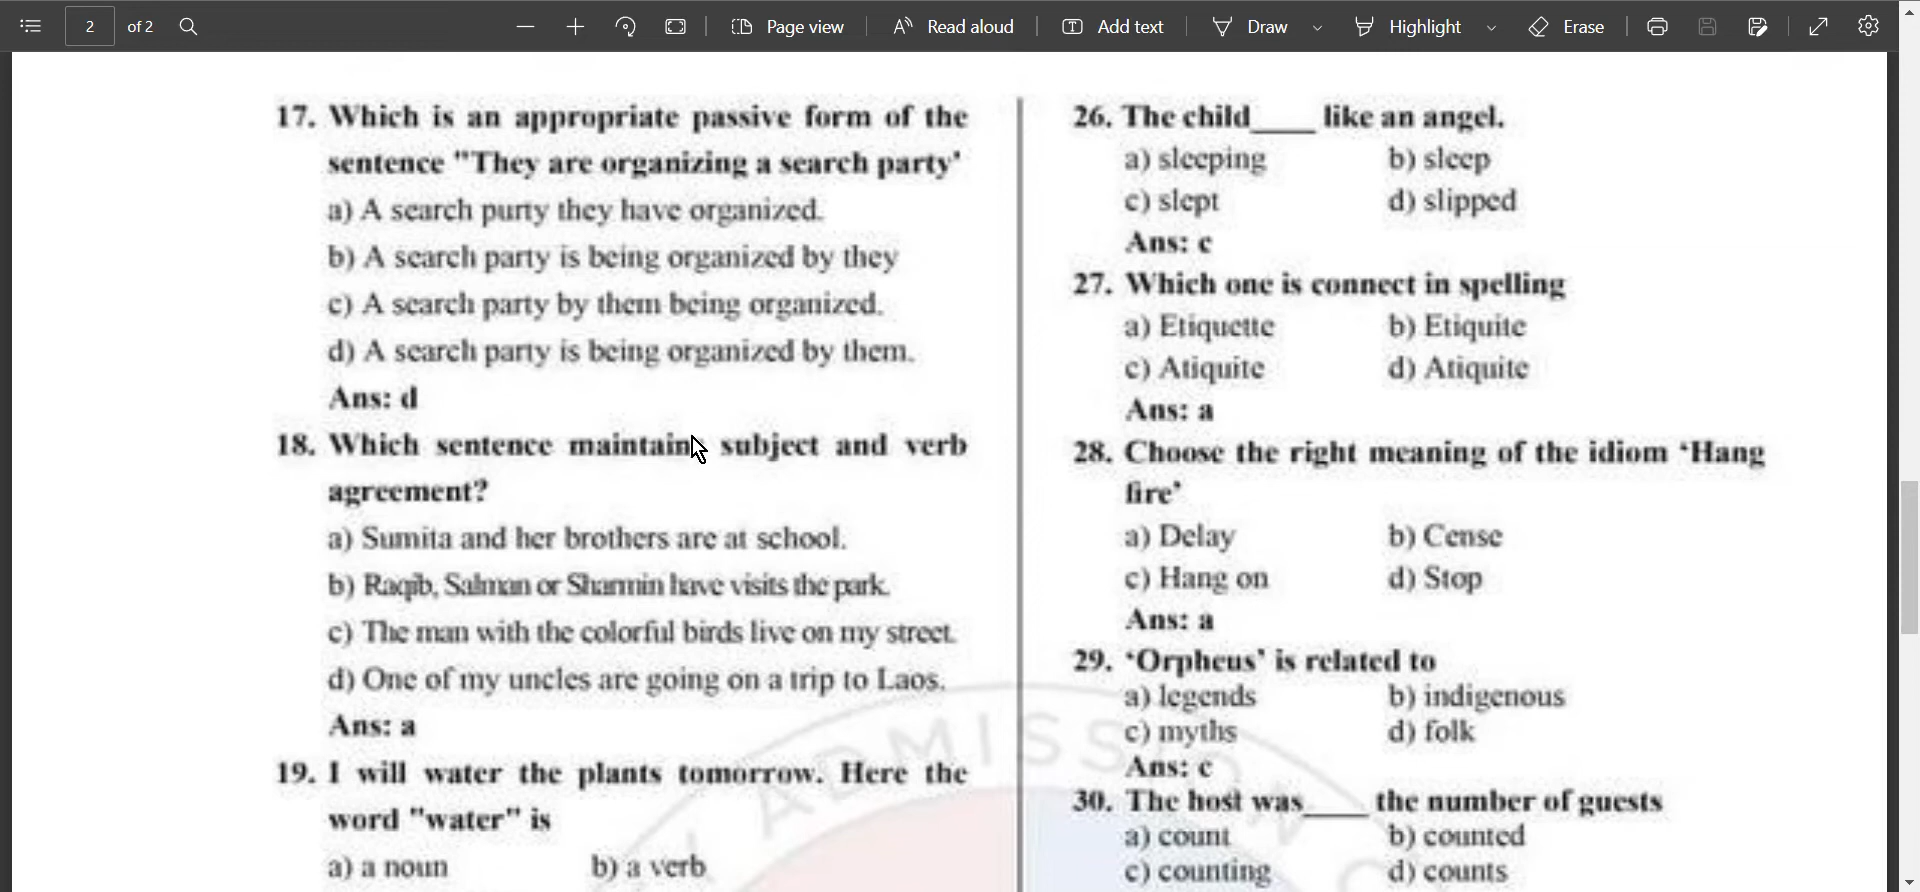 2 of 2 Page view Read aloud Add text Draw Highlight Erase
17. Which is an appropriate passive form of the
sentence "They are organizing a search party'
a) A search purty they have organized.
b) A search party is being organized by they
c) A search party by them being organized.
d) A search party is being organized by them.
Ans: d
18. Which sentence maintain subject and verb
agreement?
a) Sumita and her brothers are at school.
b) Raqib, Salman or Sharmin have visits the park.
c) The man with the colorful birds live on my street.
d) One of my uncles are going on a trip to Laos.
Ans: a
19. I will water the plants tomorrow. Here the
word "water" is
a) a noun b) a verb
26. The child____ like an angel.
a) sleeping b) sleep
c) slept d) slipped
Ans: c
27. Which one is connect in spelling
a) Etiquette b) Etiquite
c) Atiquite d) Atiquite
Ans: a
28. Choose the right meaning of the idiom ‘Hang
fire’
a) Delay b) Cense
c) Hang on d) Stop
Ans: a
29. ‘Orpheus’ is related to
a) legends b) indigenous
c) myths d) folk
Ans: c
30. The host was____ the number of guests
a) count b) counted
c) counting d) counts
ADMISSION